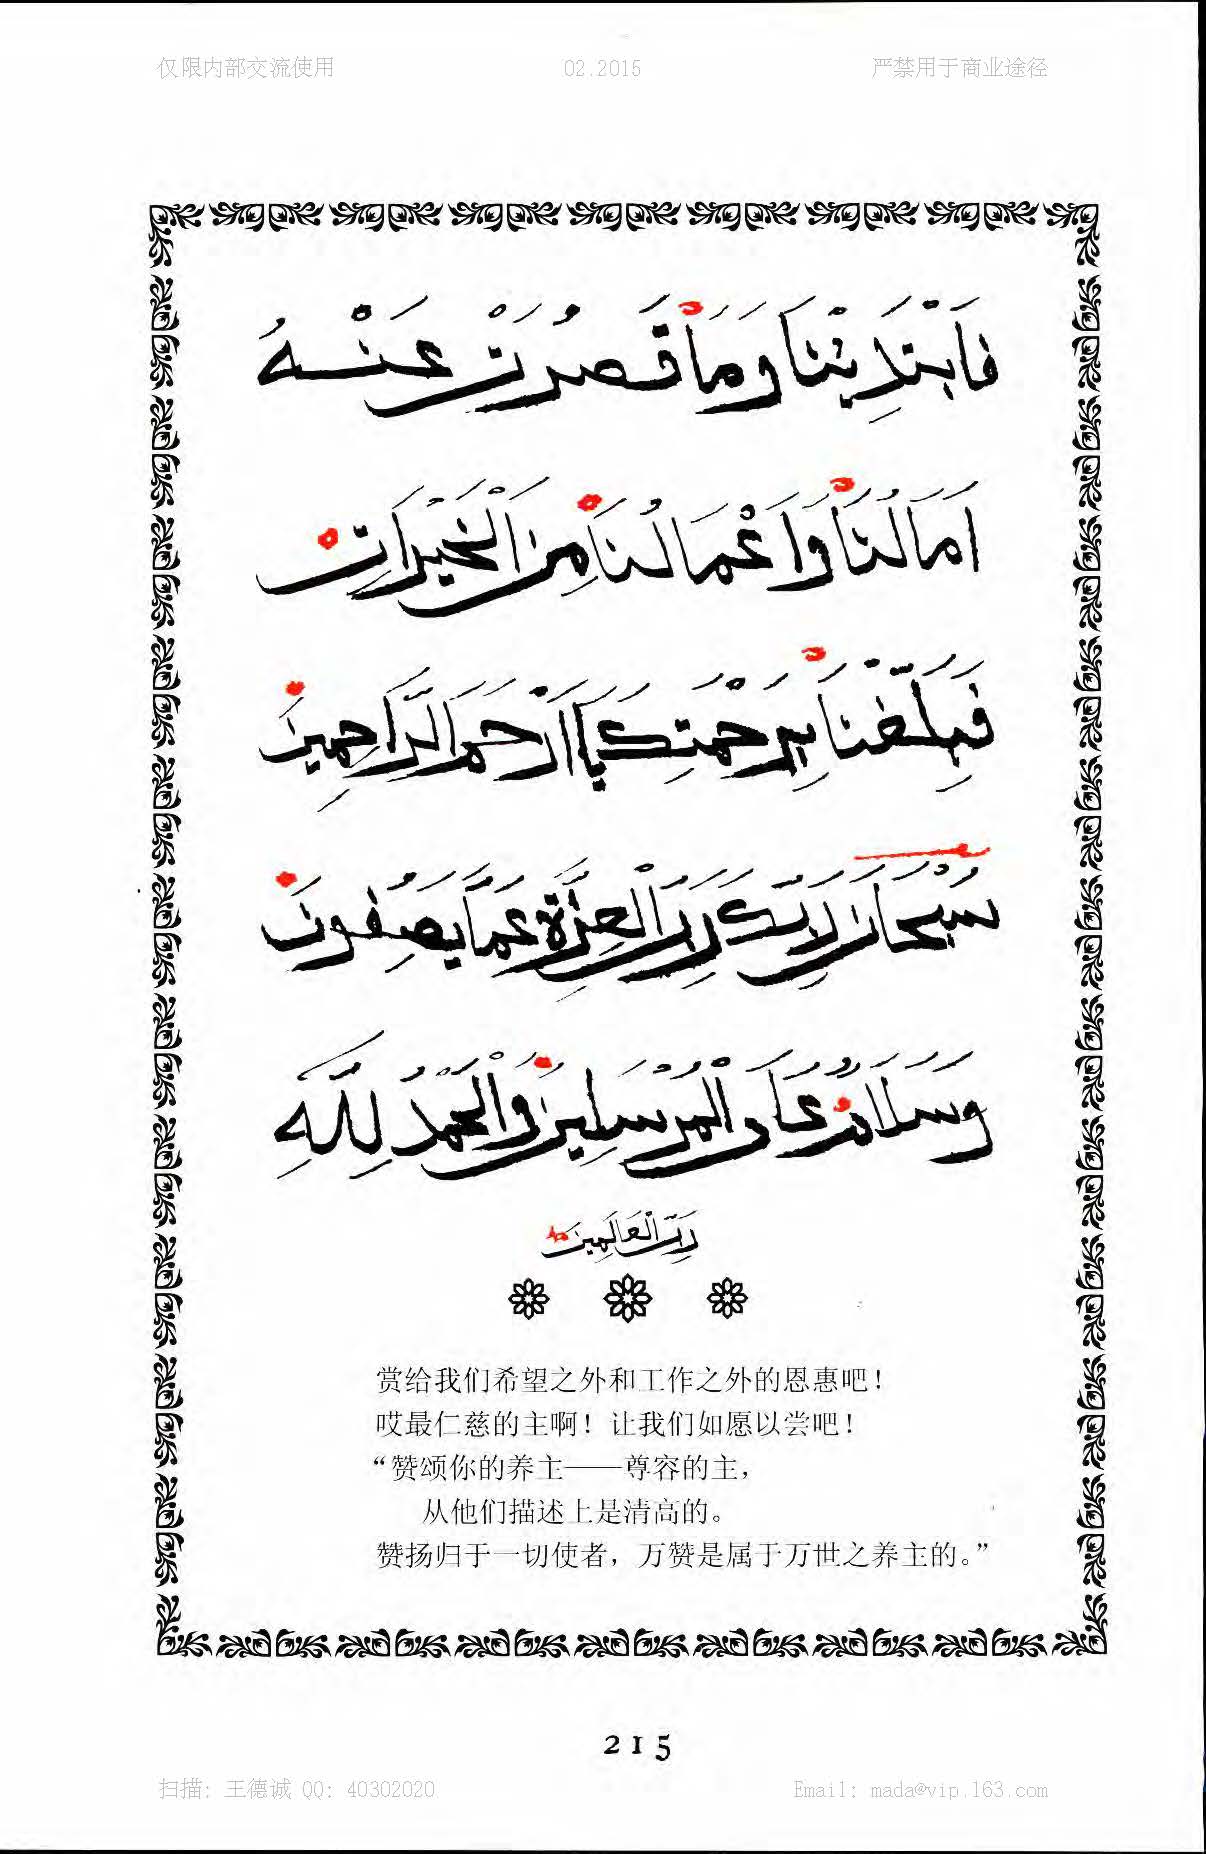 仅限内部交流使用 02.2015 严禁用于商业途径
فَابْتَدِيْنَا وَمَا قَصُرَتْ عَنْهُ
اَمَالُنَا وَاَعْمَالُنَا مِنَ الْخَيْرَاتِ
فَبَلِّغْنَا بِرَحْمَتِكَ يَا اَرْحَمَ الرَّاحِمِينَ
سُبْحَانَ رَبِّكَ رَبِّ الْعِزَّةِ عَمَّا يَصِفُونَ
وَسَلَامٌ عَلَى الْمُرْسَلِينَ وَالْحَمْدُ لِلَّهِ
رَبِّ الْعَالَمِينَ
赏给我们希望之外和工作之外的恩惠吧！
哎最仁慈的主啊！让我们如愿以尝吧！
“赞颂你的养主——尊容的主，
从他们描述上是清高的。
赞扬归于一切使者，万赞是属于万世之养主的。”
215
扫描：王德诚 QQ：40302020 Email：mada@vip.163.com